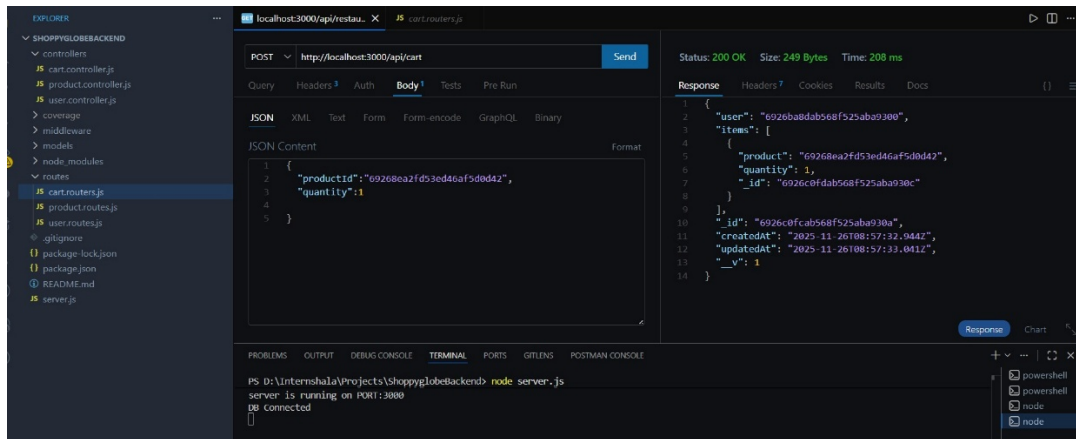 EXPLORER ...
SHOPPYGLOBEBACKEND
controllers
JS cart.controller.js
JS product.controller.js
JS user.controller.js
coverage
middleware
models
node_modules
routes
JS cart.routers.js
JS product.routes.js
JS user.routes.js
.gitignore
{} package-lock.json
{} package.json
README.md
JS server.js
GET localhost:3000/api/restau.. X JS cart.routers.js
POST http://localhost:3000/api/cart Send
Query Headers 3 Auth Body 1 Tests Pre Run
JSON XML Text Form Form-encode GraphQL Binary
JSON Content Format
1 {
2 "productId":"69268ea2fd53ed46af5d0d42",
3 "quantity":1
4
5 }
Status: 200 OK Size: 249 Bytes Time: 208 ms
Response Headers 7 Cookies Results Docs {}
1 {
2 "user": "6926ba8dab568f525aba9300",
3 "items": [
4 {
5 "product": "69268ea2fd53ed46af5d0d42",
6 "quantity": 1,
7 "_id": "6926c0fdab568f525aba930c"
8 }
9 ],
10 "_id": "6926c0fcab568f525aba930a",
11 "createdAt": "2025-11-26T08:57:32.944Z",
12 "updatedAt": "2025-11-26T08:57:33.041Z",
13 "__v": 1
14 }
Response Chart
PROBLEMS OUTPUT DEBUG CONSOLE TERMINAL PORTS GITLENS POSTMAN CONSOLE
PS D:\Internshala\Projects\ShoppyglobeBackend> node server.js
server is running on PORT:3000
DB Connected
powershell
powershell
node
node